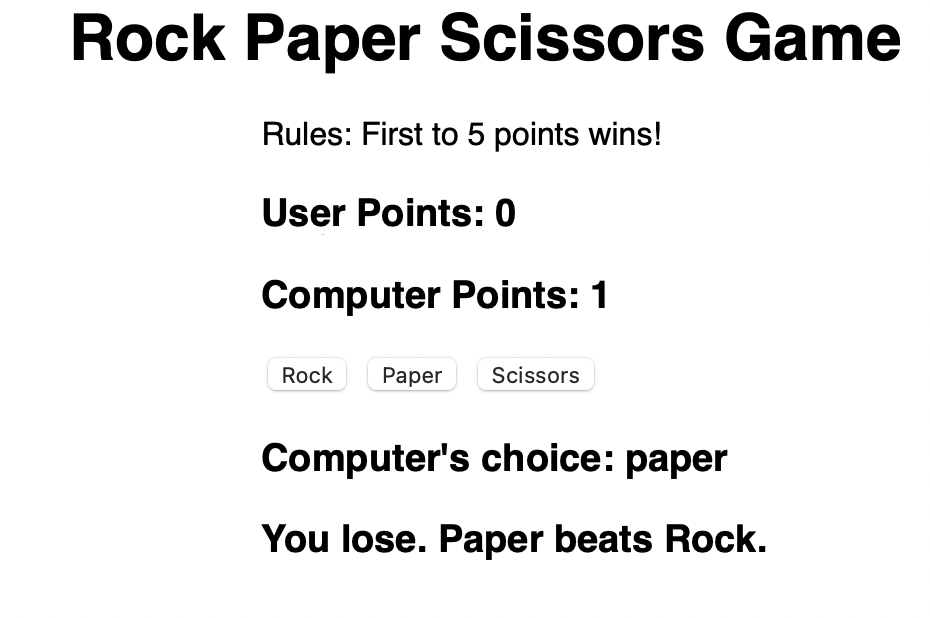 Rock Paper Scissors Game
Rules: First to 5 points wins!
User Points: 0
Computer Points: 1
Rock Paper Scissors
Computer's choice: paper
You lose. Paper beats Rock.